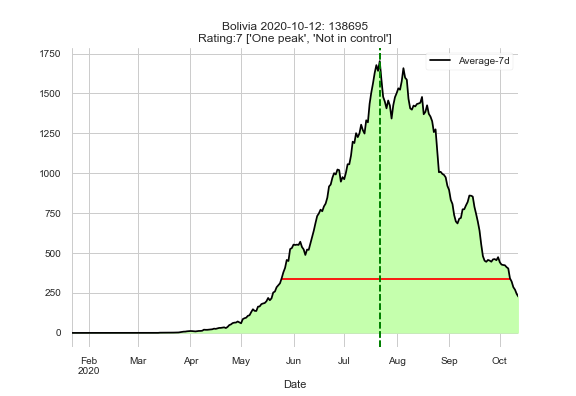 Bolivia 2020-10-12: 138695
Rating:7 ['One peak', 'Not in control']
Average-7d
1750
1500
1250
1000
750
500
250
0
Feb Mar Apr May Jun Jul Aug Sep Oct
2020
Date